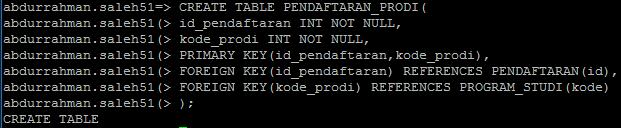 abdurrahman.saleh51=> CREATE TABLE PENDAFTARAN_PRODI(
abdurrahman.saleh51(> id_pendaftaran INT NOT NULL,
abdurrahman.saleh51(> kode_prodi INT NOT NULL,
abdurrahman.saleh51(> PRIMARY KEY(id_pendaftaran,kode_prodi),
abdurrahman.saleh51(> FOREIGN KEY(id_pendaftaran) REFERENCES PENDAFTARAN(id),
abdurrahman.saleh51(> FOREIGN KEY(kode_prodi) REFERENCES PROGRAM_STUDI(kode)
abdurrahman.saleh51(> );
CREATE TABLE